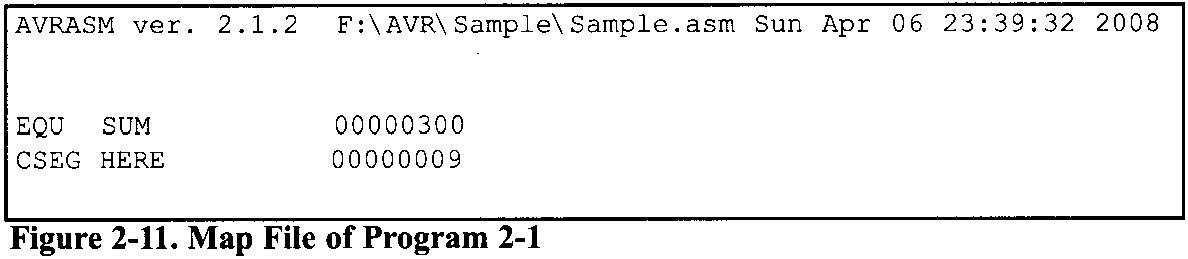 AVRASM ver. 2.1.2 F:\AVR\Sample\Sample.asm Sun Apr 06 23:39:32 2008
EQU SUM 00000300
CSEG HERE 00000009
Figure 2-11. Map File of Program 2-1